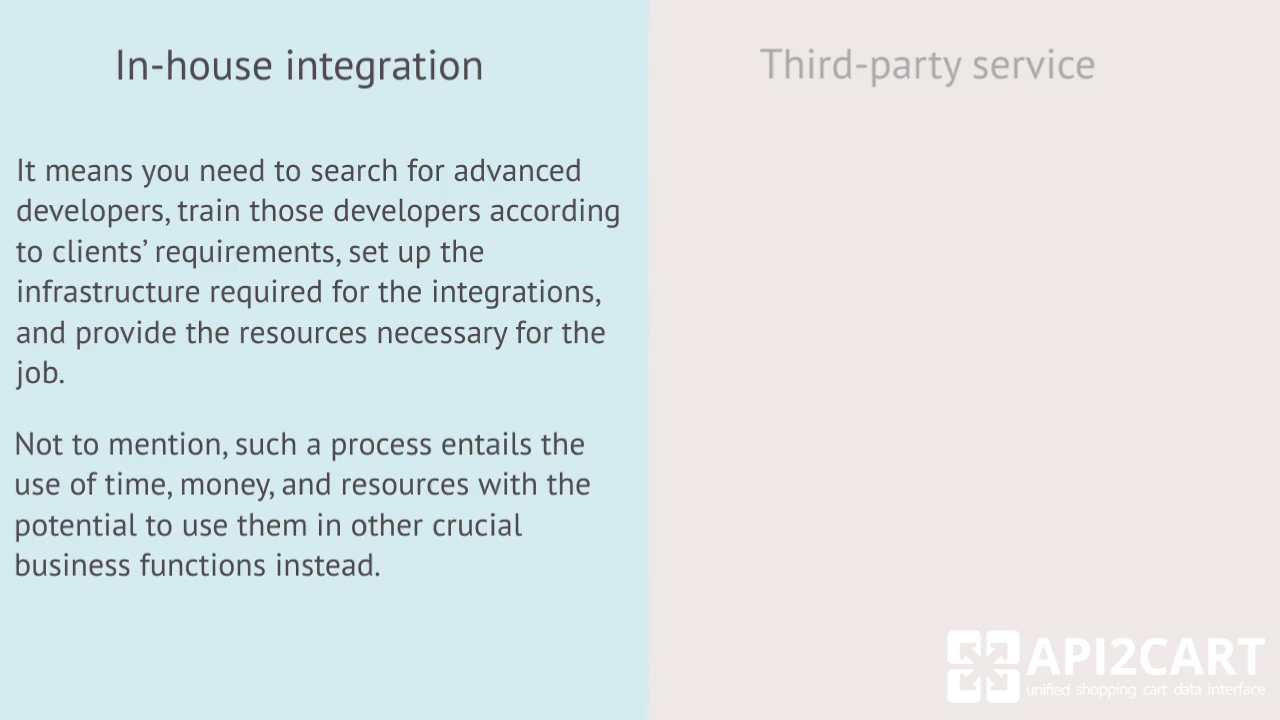 In-house integration
It means you need to search for advanced
developers, train those developers according
to clients’ requirements, set up the
infrastructure required for the integrations,
and provide the resources necessary for the
job.
Not to mention, such a process entails the
use of time, money, and resources with the
potential to use them in other crucial
business functions instead.
Third-party service
API2CART
unified shopping cart data interface